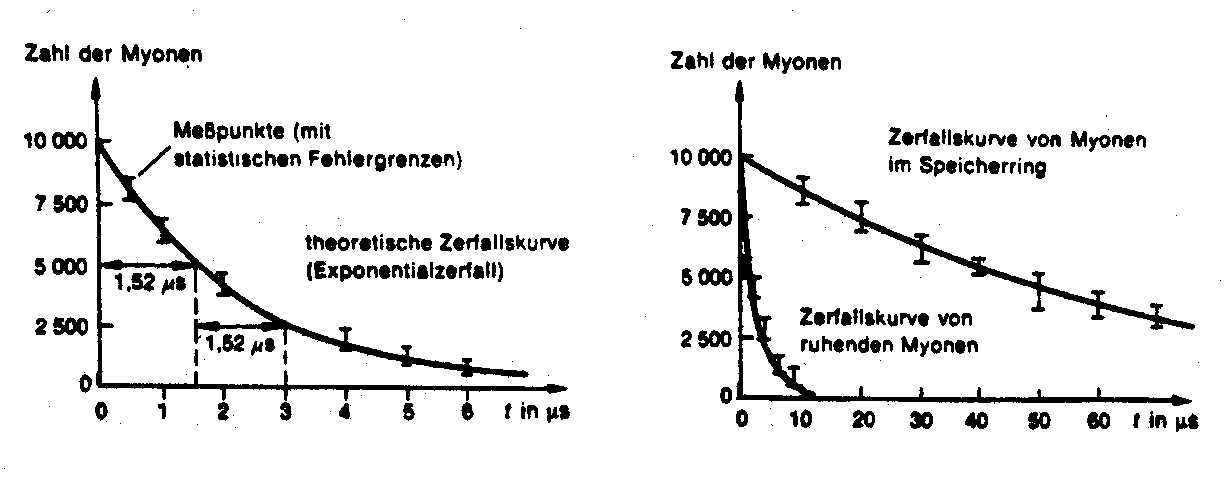 Zahl der Myonen
10 000
Meßpunkte (mit
statistischen Fehlergrenzen)
7 500
theoretische Zerfallskurve
(Exponentialzerfall)
5 000
1,52 µs
2 500
1,52 µs
0
0 1 2 3 4 5 6 t in µs
Zahl der Myonen
Zerfallskurve von Myonen
im Speicherring
10 000
7 500
5 000
Zerfallskurve von
ruhenden Myonen
2 500
0
0 10 20 30 40 50 60 t in µs